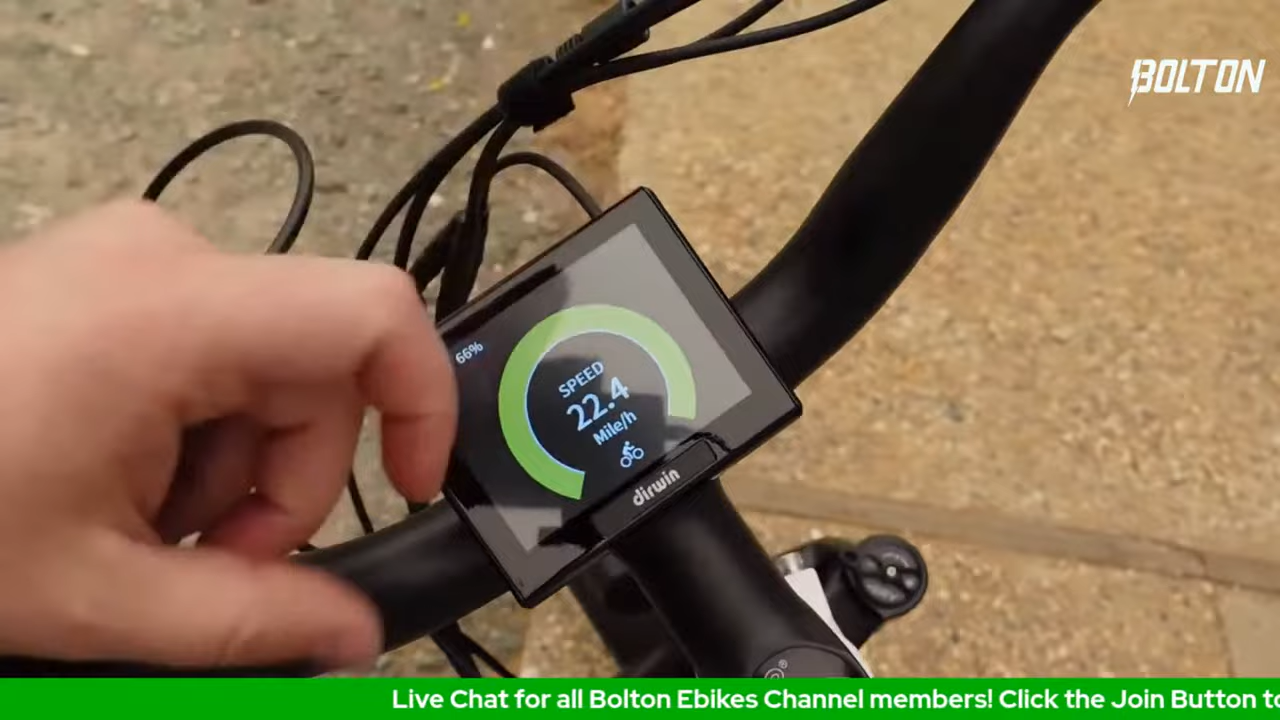 BOLTON
66%
SPEED
22.4
Mile/h
dirwin
®
Live Chat for all Bolton Ebikes Channel members! Click the Join Button to